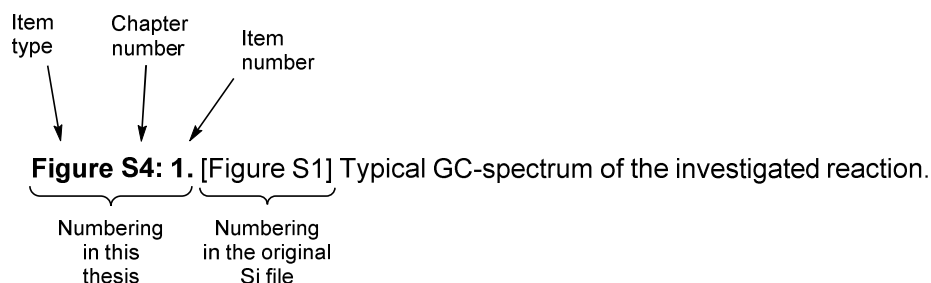 Item
type
Chapter
number
Item
number
Figure S4: 1. [Figure S1] Typical GC-spectrum of the investigated reaction.
Numbering
in this
thesis
Numbering
in the original
Si file